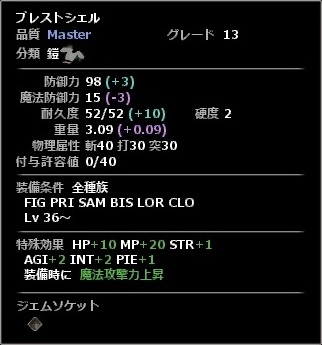 ブレストシェル
品質 Master グレード 13
分類 鎧
防御力 98 (+3)
魔法防御力 15 (-3)
耐久度 52/52 (+10) 硬度 2
重量 3.09 (+0.09)
物理属性 斬40 打30 突30
付与許容値 0/40
装備条件 全種族
FIG PRI SAM BIS LOR CLO
Lv 36～
特殊効果 HP+10 MP+20 STR+1
AGI+2 INT+2 PIE+1
装備時に 魔法攻撃力上昇
ジェムソケット